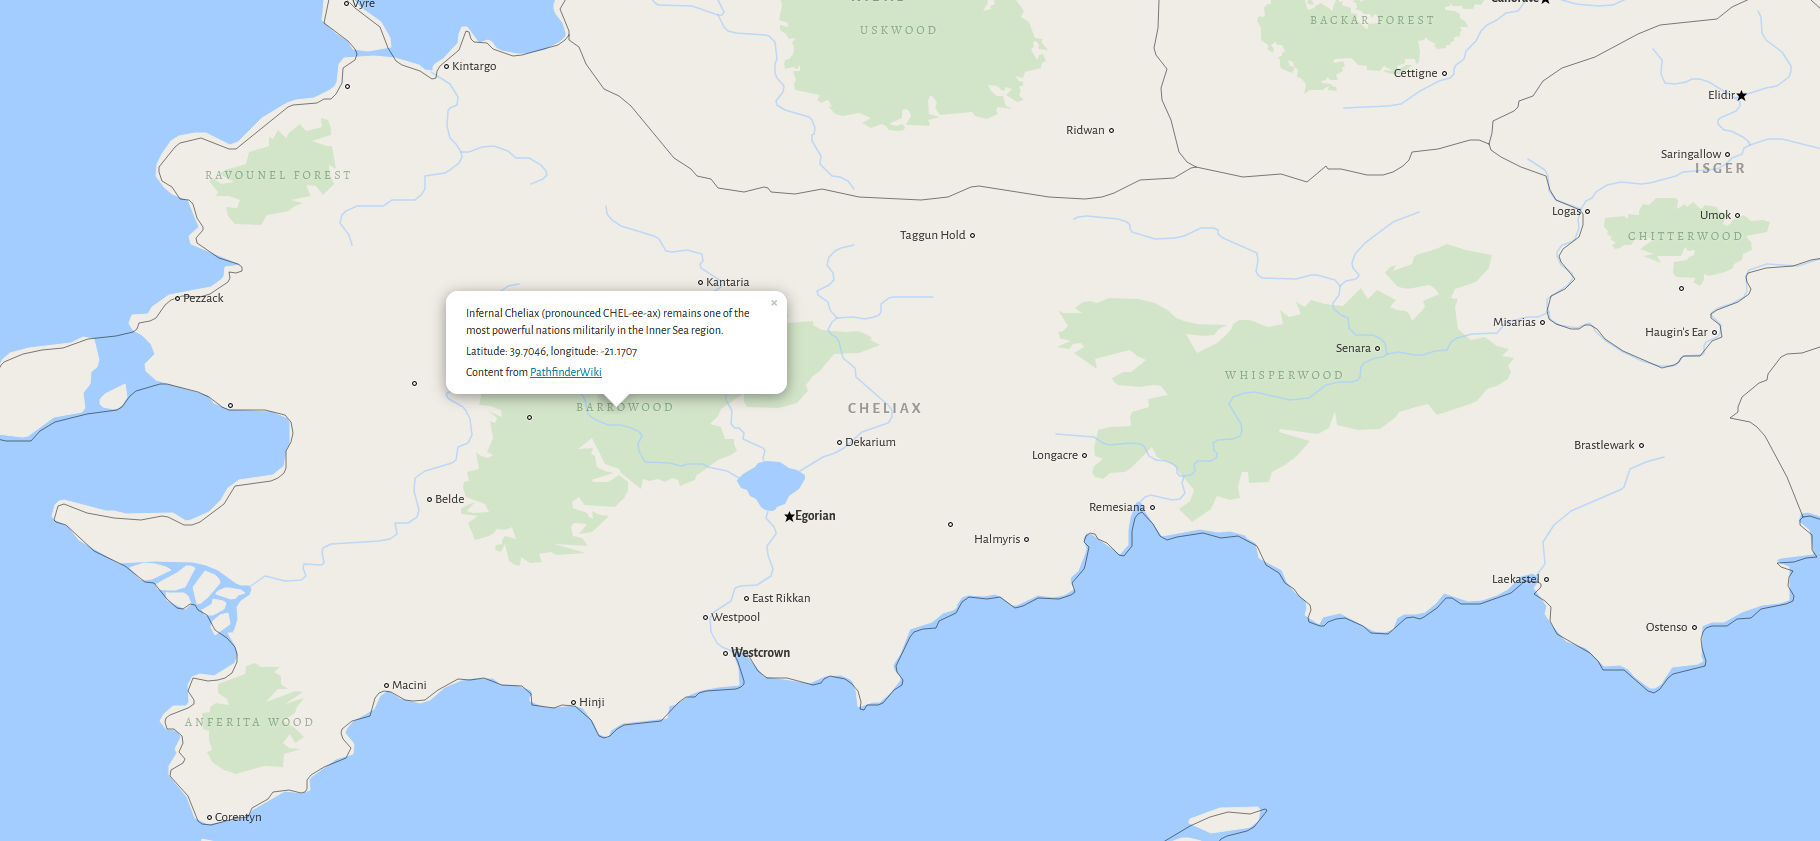 Vyre
USKWOOD
BACKAR FOREST
Kintargo
Cettigne
Elidir
Ridwan
Saringallow
ISGER
RAVOUNEL FOREST
Logas
Umok
Taggun Hold
CHITTERWOOD
Kantaria
Pezzack
×
Infernal Cheliax (pronounced CHEL-ee-ax) remains one of the
most powerful nations militarily in the Inner Sea region.
Latitude: 39.7046, longitude: -21.1707
Content from PathfinderWiki
Misarias
Haugin's Ear
Senara
WHISPERWOOD
BARROWOOD
CHELIAX
Dekarium
Brastlewark
Longacre
Belde
Remesiana
Egorian
Halmyris
Laekastel
East Rikkan
Westpool
Ostenso
Westcrown
Macini
Hinji
ANFERITA WOOD
Corentyn